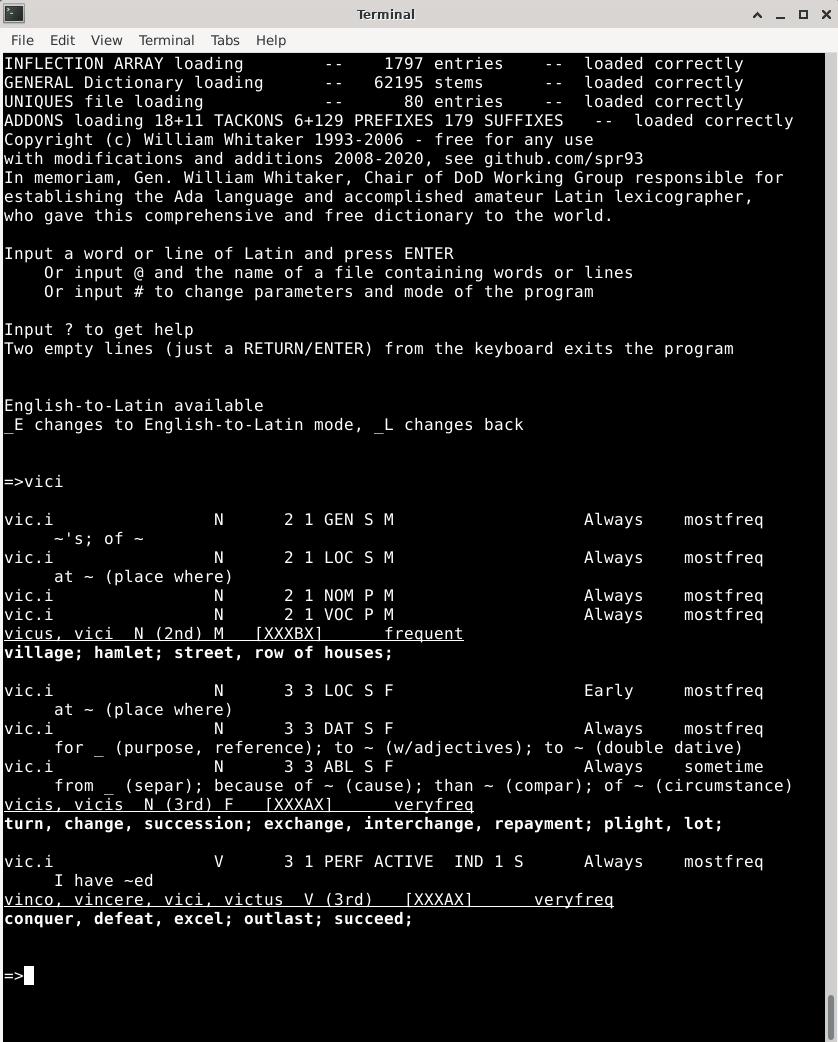 Terminal
File Edit View Terminal Tabs Help
INFLECTION ARRAY loading        --    1797 entries    --  loaded correctly
GENERAL Dictionary loading      --   62195 stems      --  loaded correctly
UNIQUES file loading            --      80 entries    --  loaded correctly
ADDONS loading 18+11 TACKONS 6+129 PREFIXES 179 SUFFIXES   --  loaded correctly
Copyright (c) William Whitaker 1993-2006 - free for any use
with modifications and additions 2008-2020, see github.com/spr93
In memoriam, Gen. William Whitaker, Chair of DoD Working Group responsible for
establishing the Ada language and accomplished amateur Latin lexicographer,
who gave this comprehensive and free dictionary to the world.
Input a word or line of Latin and press ENTER
    Or input @ and the name of a file containing words or lines
    Or input # to change parameters and mode of the program
Input ? to get help
Two empty lines (just a RETURN/ENTER) from the keyboard exits the program
English-to-Latin available
_E changes to English-to-Latin mode, _L changes back
=>vici
vic.i                N      2 1 GEN S M                   Always    mostfreq
     ~'s; of ~
vic.i                N      2 1 LOC S M                   Always    mostfreq
     at ~ (place where)
vic.i                N      2 1 NOM P M                   Always    mostfreq
vic.i                N      2 1 VOC P M                   Always    mostfreq
vicus, vici  N (2nd) M   [XXXBX]      frequent
village; hamlet; street, row of houses;
vic.i                N      3 3 LOC S F                   Early     mostfreq
     at ~ (place where)
vic.i                N      3 3 DAT S F                   Always    mostfreq
     for _ (purpose, reference); to ~ (w/adjectives); to ~ (double dative)
vic.i                N      3 3 ABL S F                   Always    sometime
     from _ (separ); because of ~ (cause); than ~ (compar); of ~ (circumstance)
vicis, vicis  N (3rd) F   [XXXAX]      veryfreq
turn, change, succession; exchange, interchange, repayment; plight, lot;
vic.i                V      3 1 PERF ACTIVE  IND 1 S      Always    mostfreq
     I have ~ed
vinco, vincere, vici, victus  V (3rd)   [XXXAX]      veryfreq
conquer, defeat, excel; outlast; succeed;
=>